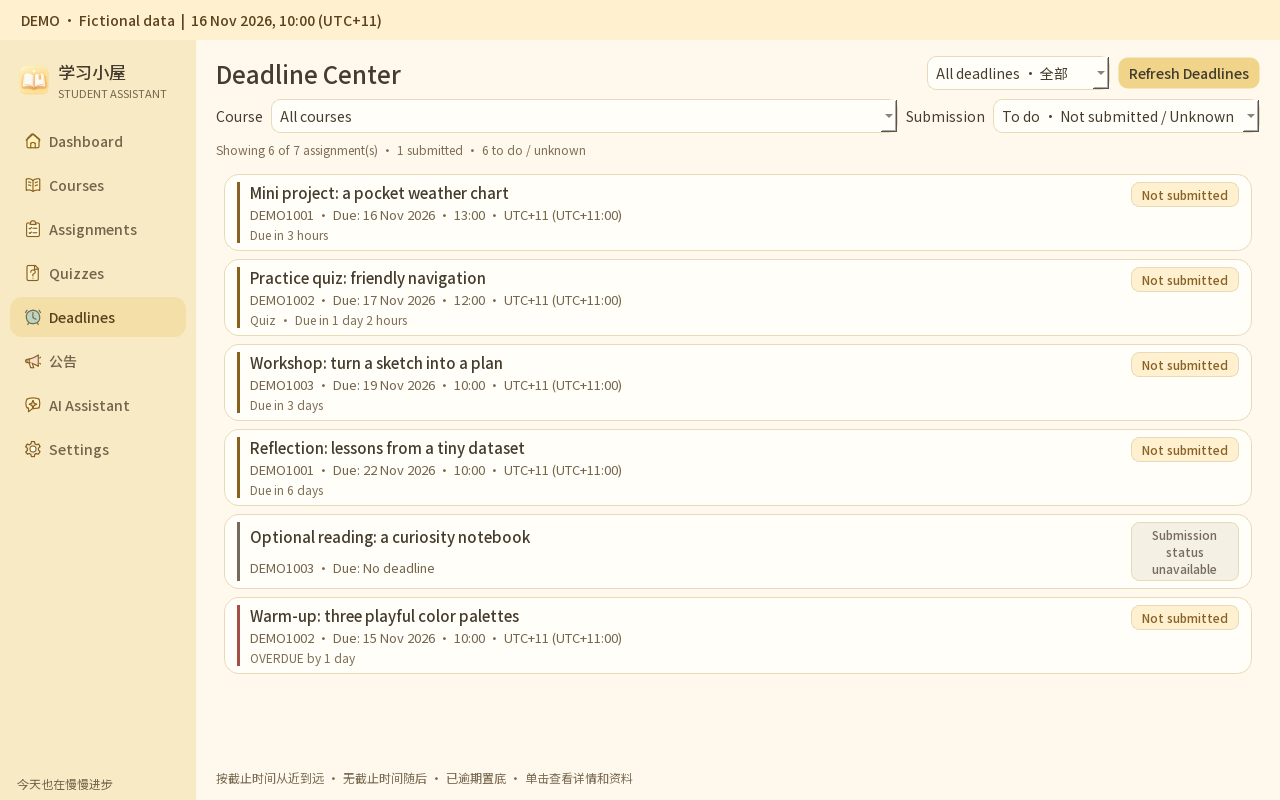 DEMO · Fictional data | 16 Nov 2026, 10:00 (UTC+11)
学习小屋
STUDENT ASSISTANT
Dashboard
Courses
Assignments
Quizzes
Deadlines
公告
AI Assistant
Settings
今天也在慢慢进步
Deadline Center
All deadlines · 全部
Refresh Deadlines
Course
All courses
Submission
To do · Not submitted / Unknown
Showing 6 of 7 assignment(s) · 1 submitted · 6 to do / unknown
Mini project: a pocket weather chart
Not submitted
DEMO1001 · Due: 16 Nov 2026 · 13:00 · UTC+11 (UTC+11:00)
Due in 3 hours
Practice quiz: friendly navigation
Not submitted
DEMO1002 · Due: 17 Nov 2026 · 12:00 · UTC+11 (UTC+11:00)
Quiz · Due in 1 day 2 hours
Workshop: turn a sketch into a plan
Not submitted
DEMO1003 · Due: 19 Nov 2026 · 10:00 · UTC+11 (UTC+11:00)
Due in 3 days
Reflection: lessons from a tiny dataset
Not submitted
DEMO1001 · Due: 22 Nov 2026 · 10:00 · UTC+11 (UTC+11:00)
Due in 6 days
Optional reading: a curiosity notebook
DEMO1003 · Due: No deadline
Submission
status
unavailable
Warm-up: three playful color palettes
Not submitted
DEMO1002 · Due: 15 Nov 2026 · 10:00 · UTC+11 (UTC+11:00)
OVERDUE by 1 day
按截止时间从近到远 · 无截止时间随后 · 已逾期置底 · 单击查看详情和资料